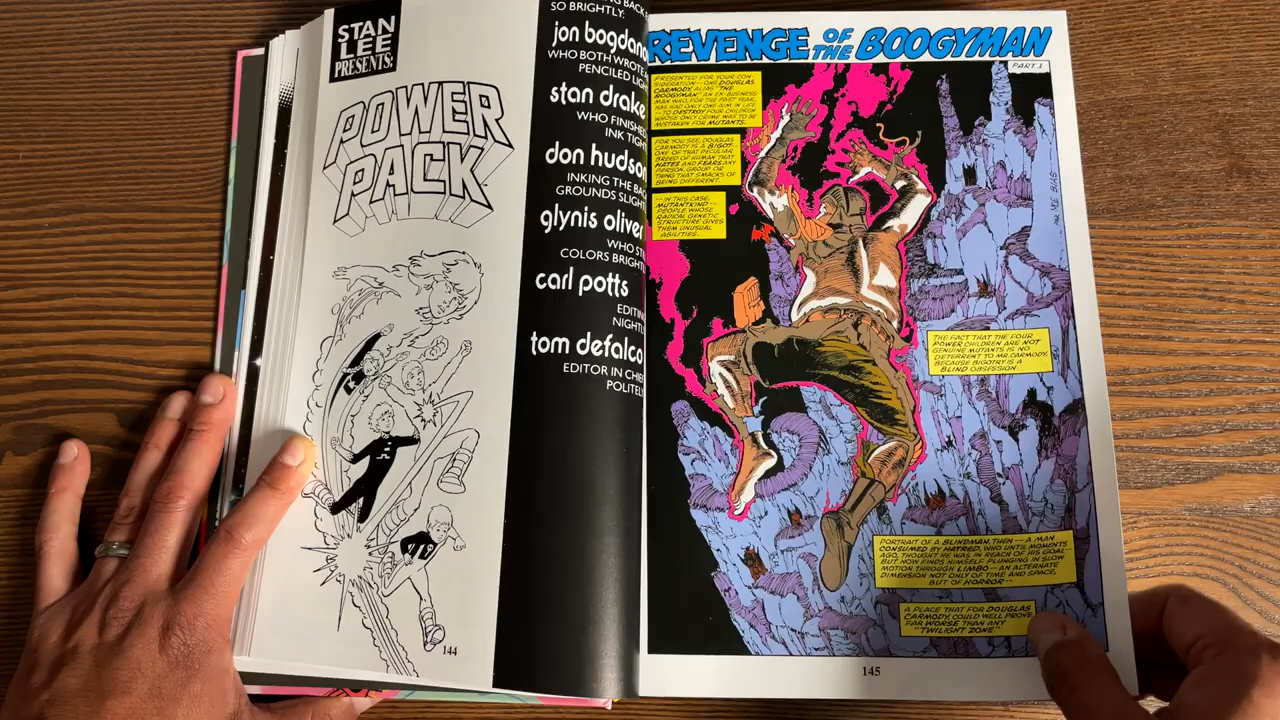 STAN
LEE
PRESENTS:
POWER
PACK
144
SO BRIGHTLY:
jon bogdano
WHO BOTH WROTE
PENCILED
stan drake
WHO FINISHED
INK
don hudson
INKING THE
GROUNDS
glynis oliver
WHO
COLORS
carl potts
EDITIN
NIGHTL
tom defalco
EDITOR IN CHIE
POLITEL
REVENGE OF THE BOOGYMAN
PART 1
PRESENTED FOR YOUR CON-
SIDERATION--ONE DOUGLAS
CARMODY, ALIAS "THE
BOOGYMAN," AN EX-BUSINESS-
MAN WHO, FOR THE PAST YEAR,
HAS HAD ONLY ONE AIM IN LIFE
--TO DESTROY FOUR CHILDREN
WHOSE ONLY CRIME WAS TO BE
MISTAKEN FOR MUTANTS.
FOR YOU SEE, DOUGLAS
CARMODY IS A BIGOT--
ONE OF THAT PECULIAR
BREED OF HUMAN THAT
HATES AND FEARS ANY
PERSON, GROUP OR
THING THAT SMACKS OF
BEING DIFFERENT.
--IN THIS CASE,
MUTANTKIND--
PEOPLE WHOSE
RADICAL GENETIC
STRUCTURE GIVES
THEM UNUSUAL
ABILITIES.
THE FACT THAT THE FOUR
POWER CHILDREN ARE NOT
GENUINE MUTANTS IS NO
DETERRENT TO MR. CARMODY,
BECAUSE BIGOTRY IS A
BLIND OBSESSION.
PORTRAIT OF A BLINDMAN, THEN--A MAN
CONSUMED BY HATRED, WHO UNTIL MOMENTS
AGO, THOUGHT HE WAS IN REACH OF HIS GOAL--
BUT NOW FINDS HIMSELF PLUNGING IN SLOW
MOTION THROUGH LIMBO--AN ALTERNATE
DIMENSION NOT ONLY OF TIME AND SPACE,
BUT OF HORROR--
A PLACE THAT FOR DOUGLAS
CARMODY, COULD WELL PROVE
FAR WORSE THAN ANY
"TWILIGHT ZONE."
145